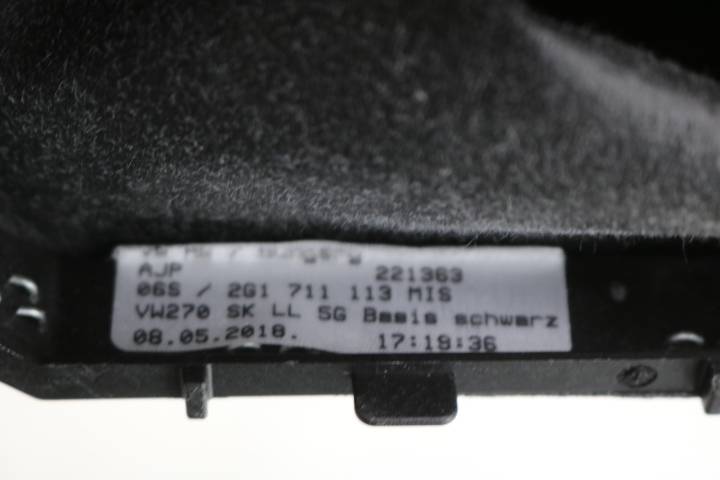 AJP 221363
06S / 2G1 711 113 MIS
VW270 SK LL 5G Basis schwarz
08.05.2018. 17:19:36